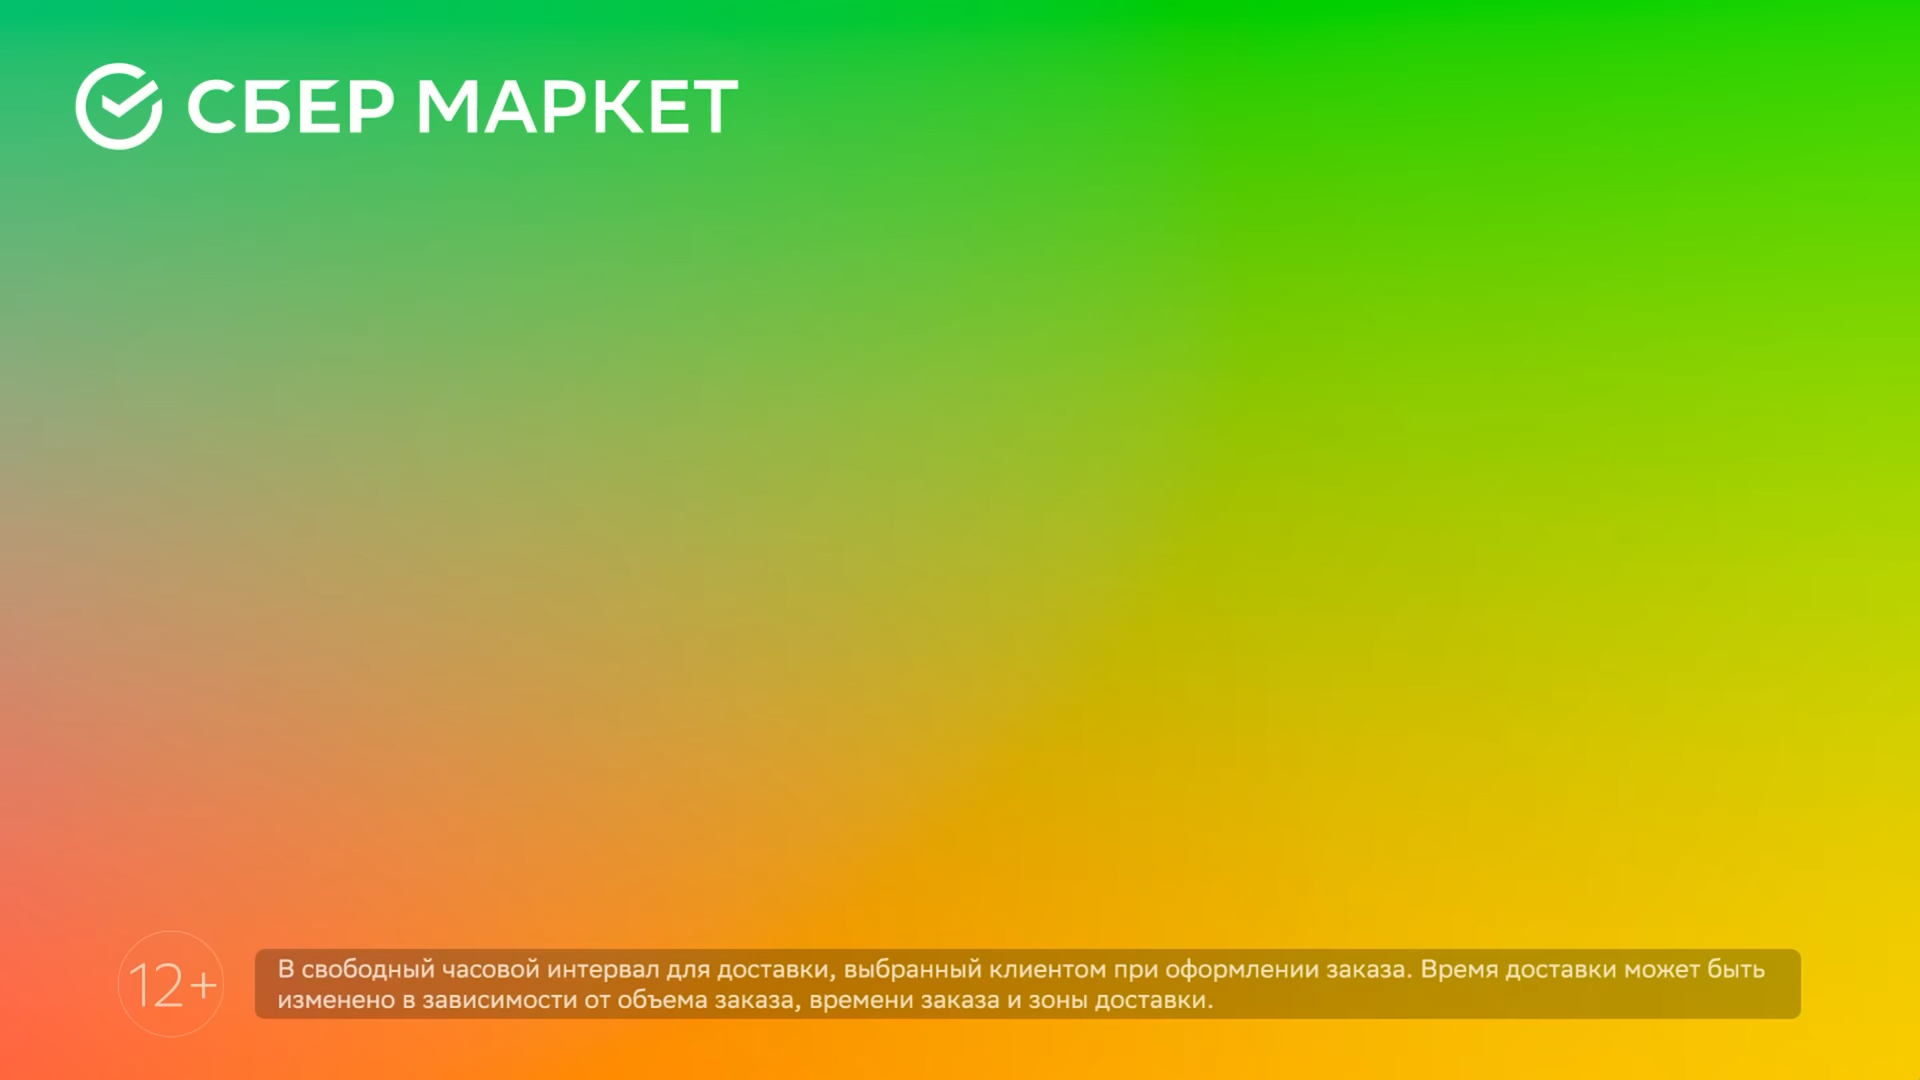 СБЕР МАРКЕТ
12+
В свободный часовой интервал для доставки, выбранный клиентом при оформлении заказа. Время доставки может быть
изменено в зависимости от объема заказа, времени заказа и зоны доставки.